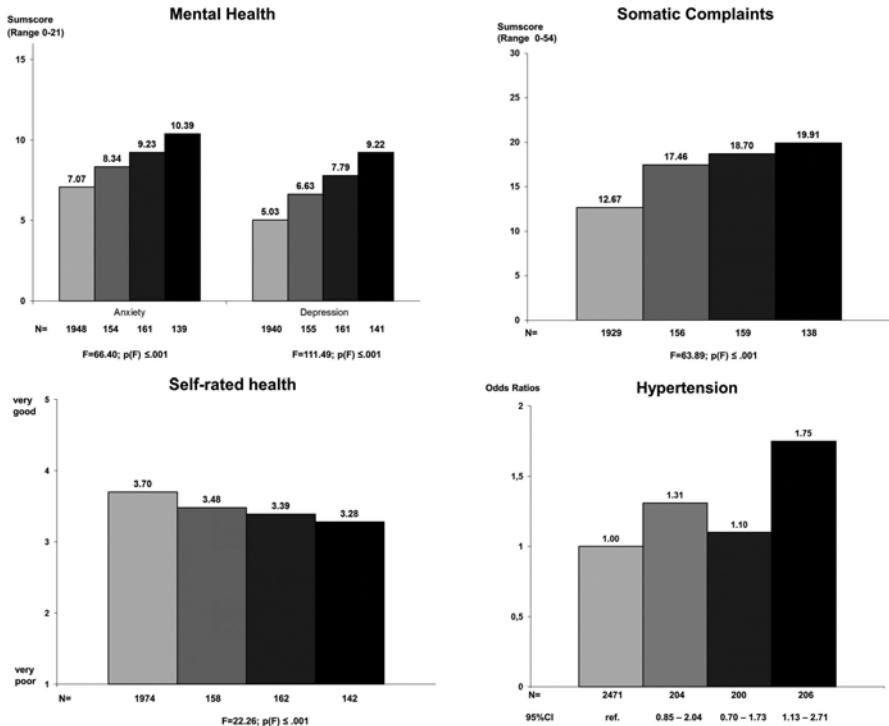 Mental Health
Sumscore
(Range 0-21)
15
10
5
0
7.07
8.34
9.23
10.39
5.03
6.63
7.79
9.22
Anxiety
Depression
N= 1948 154 161 139 1940 155 161 141
F=66.40; p(F) ≤.001 F=111.49; p(F) ≤.001
Somatic Complaints
Sumscore
(Range 0-54)
30
25
20
15
10
5
0
12.67
17.46
18.70
19.91
N= 1929 156 159 138
F=63.89; p(F) ≤ .001
Self-rated health
very
good
5
4
3
2
1
very
poor
3.70
3.48
3.39
3.28
N= 1974 158 162 142
F=22.26; p(F) ≤ .001
Hypertension
Odds Ratios
2
1,5
1
0,5
0
1.00
1.31
1.10
1.75
N= 2471 204 200 206
95%CI ref. 0.85 – 2.04 0.70 – 1.73 1.13 – 2.71